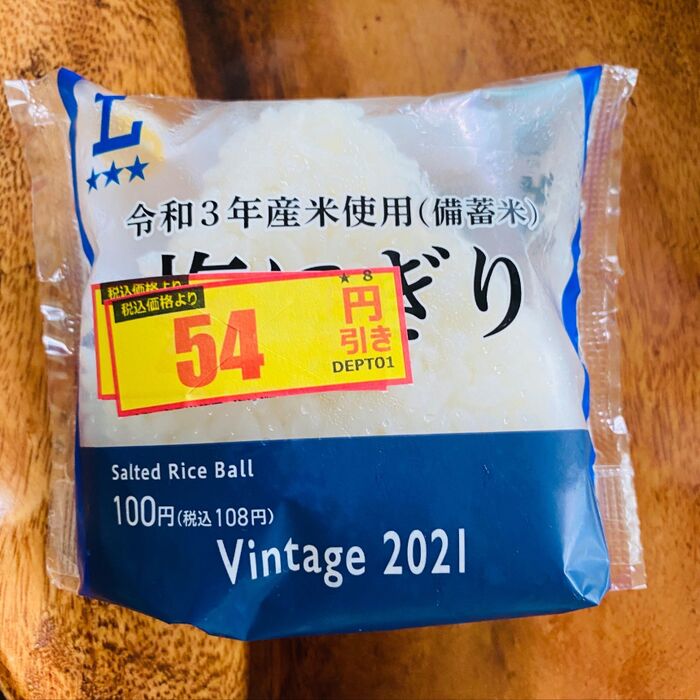 L
★★★
令和3年産米使用(備蓄米)
にぎり
税込価格より
税込価格より
★ 8
54
円
引き
DEPT01
Salted Rice Ball
100円(税込108円)
Vintage 2021